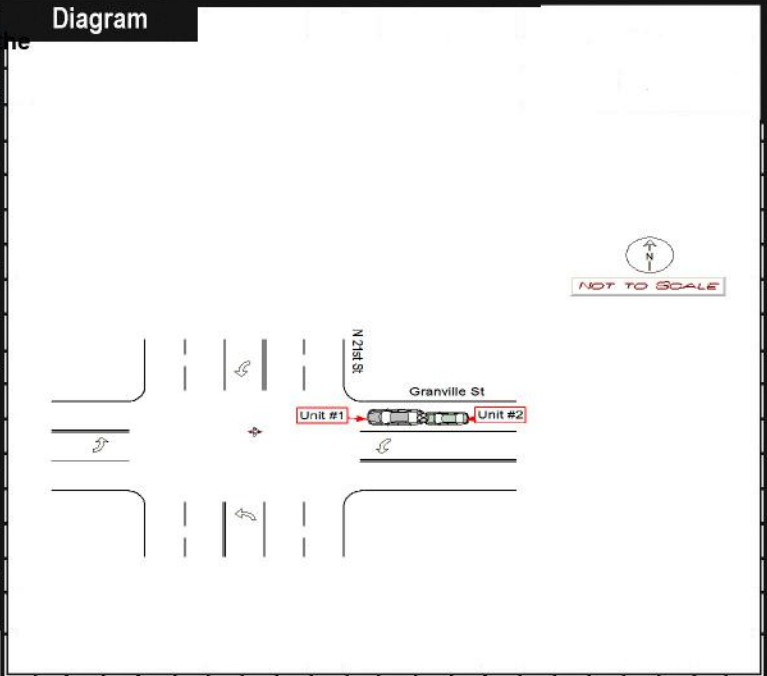 Diagram
he
N
NOT TO SCALE
N 21st St
Granville St
Unit #1
Unit #2